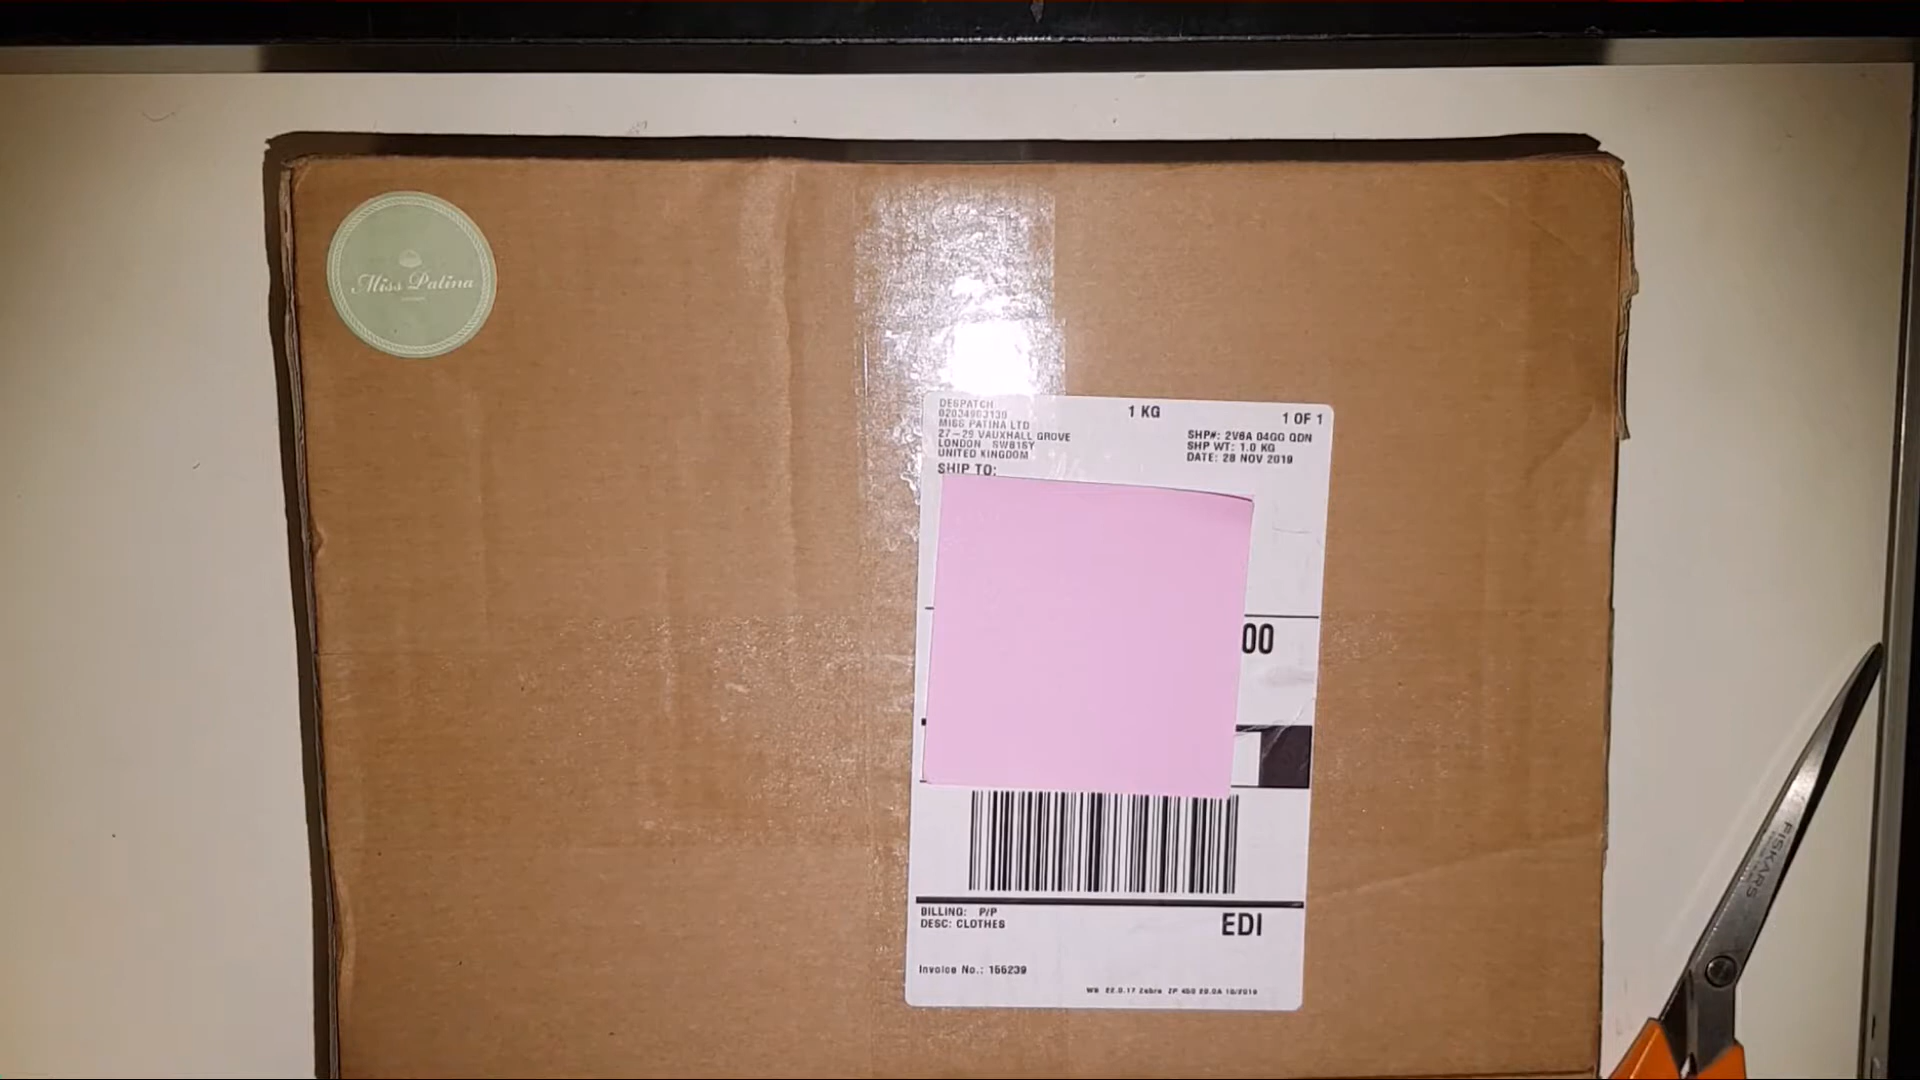 Miss Patina
DESPATCH
02034963139
MISS PATINA LTD
27-29 VAUXHALL GROVE
LONDON SW81SY
UNITED KINGDOM
SHIP TO:
1 KG
1 OF 1
SHP#: 2V6A 04GG QDN
SHP WT: 1.0 KG
DATE: 28 NOV 2019
00
BILLING: P/P
DESC: CLOTHES
EDI
Invoice No.: 156239
FISKARS